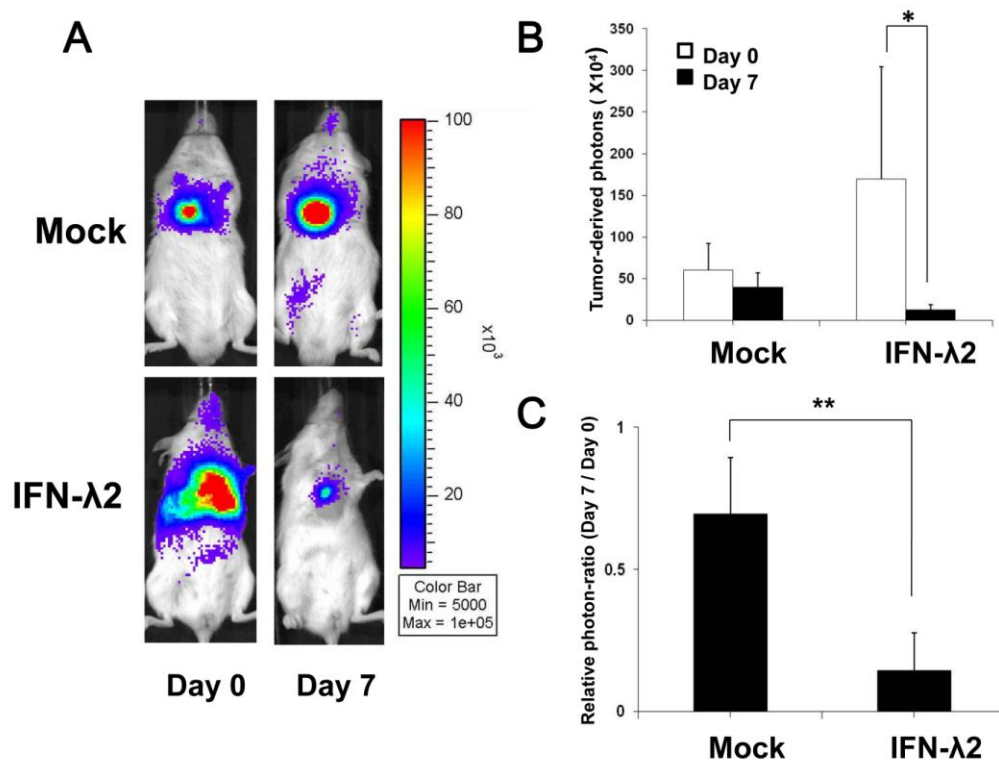 A
Mock
IFN-λ2
Day 0
Day 7
100
80
60
40
20
x10³
Color Bar
Min = 5000
Max = 1e+05
B
Tumor-derived photons ( X10⁴)
350
300
250
200
150
100
50
0
Day 0
Day 7
*
Mock
IFN-λ2
C
Relative photon-ratio (Day 7 / Day 0)
1
0.5
0
**
Mock
IFN-λ2